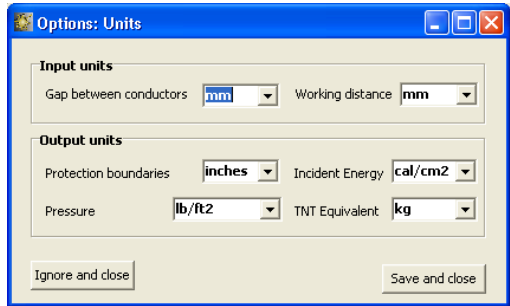 Options: Units
Input units
Gap between conductors mm Working distance mm
Output units
Protection boundaries inches Incident Energy cal/cm2
Pressure lb/ft2 TNT Equivalent kg
Ignore and close Save and close